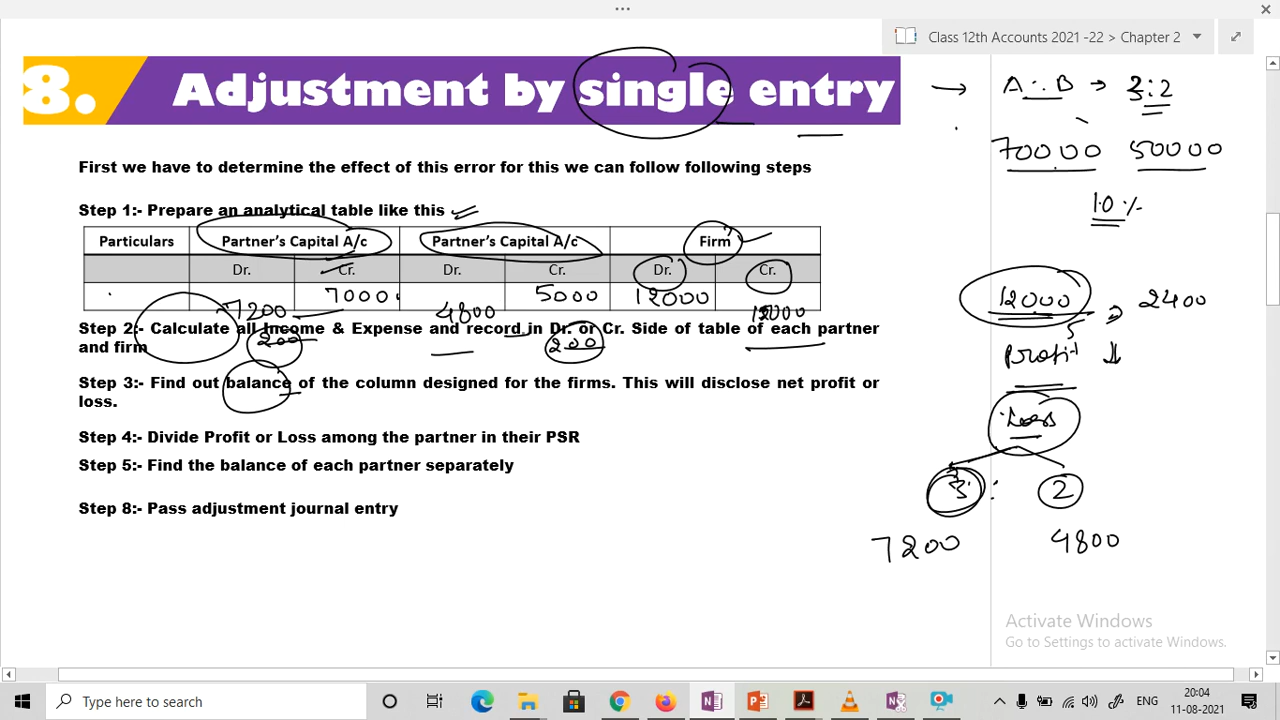 Class 12th Accounts 2021 -22 > Chapter 2
8. Adjustment by single entry
A : B → 3:2
70000 50000
10 %
First we have to determine the effect of this error for this we can follow following steps
Step 1:- Prepare an analytical table like this
Particulars Partner's Capital A/c Partner's Capital A/c Firm
Dr. Cr. Dr. Cr. Dr. Cr.
7000 5000 12000
7200 4800 12000
200 200
Step 2:- Calculate all Income & Expense and record in Dr. or Cr. Side of table of each partner
and firm
Step 3:- Find out balance of the column designed for the firms. This will disclose net profit or
loss.
Step 4:- Divide Profit or Loss among the partner in their PSR
Step 5:- Find the balance of each partner separately
Step 8:- Pass adjustment journal entry
12000 2400
5
Profit ↓
Loss
3 : 2
7200 4800
Activate Windows
Go to Settings to activate Windows.
Type here to search
20:04
11-08-2021